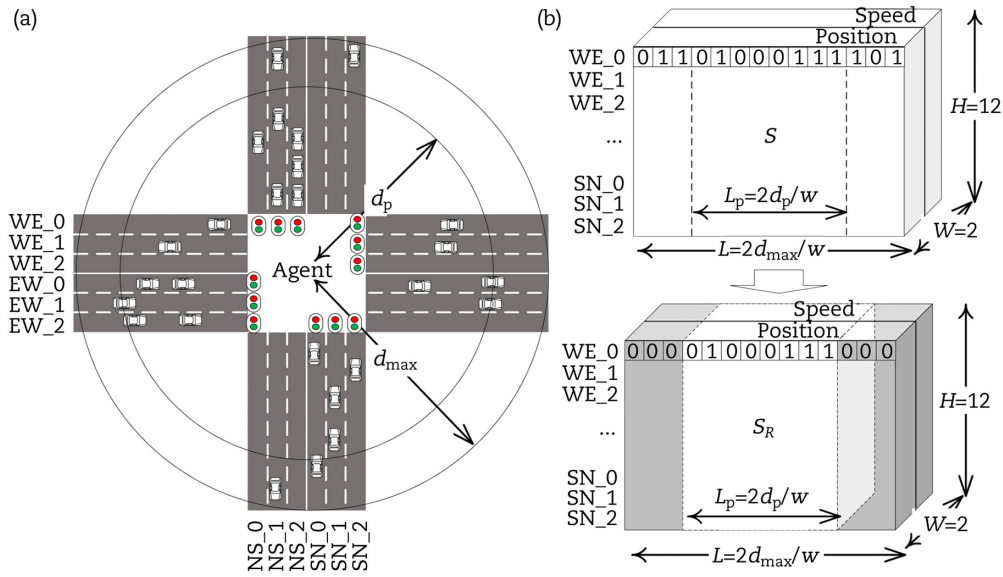 (a)
d_p
Agent
d_max
WE_0
WE_1
WE_2
EW_0
EW_1
EW_2
NS_0
NS_1
NS_2
SN_0
SN_1
SN_2
(b)
Speed
Position
WE_0 0 1 1 0 1 0 0 0 1 1 1 1 0 1
WE_1
WE_2
...
S
SN_0
SN_1
SN_2
L_p=2d_p/w
L=2d_max/w
H=12
W=2
Speed
Position
WE_0 0 0 0 0 1 0 0 0 1 1 1 0 0 0
WE_1
WE_2
...
S_R
SN_0
SN_1
SN_2
L_p=2d_p/w
L=2d_max/w
H=12
W=2